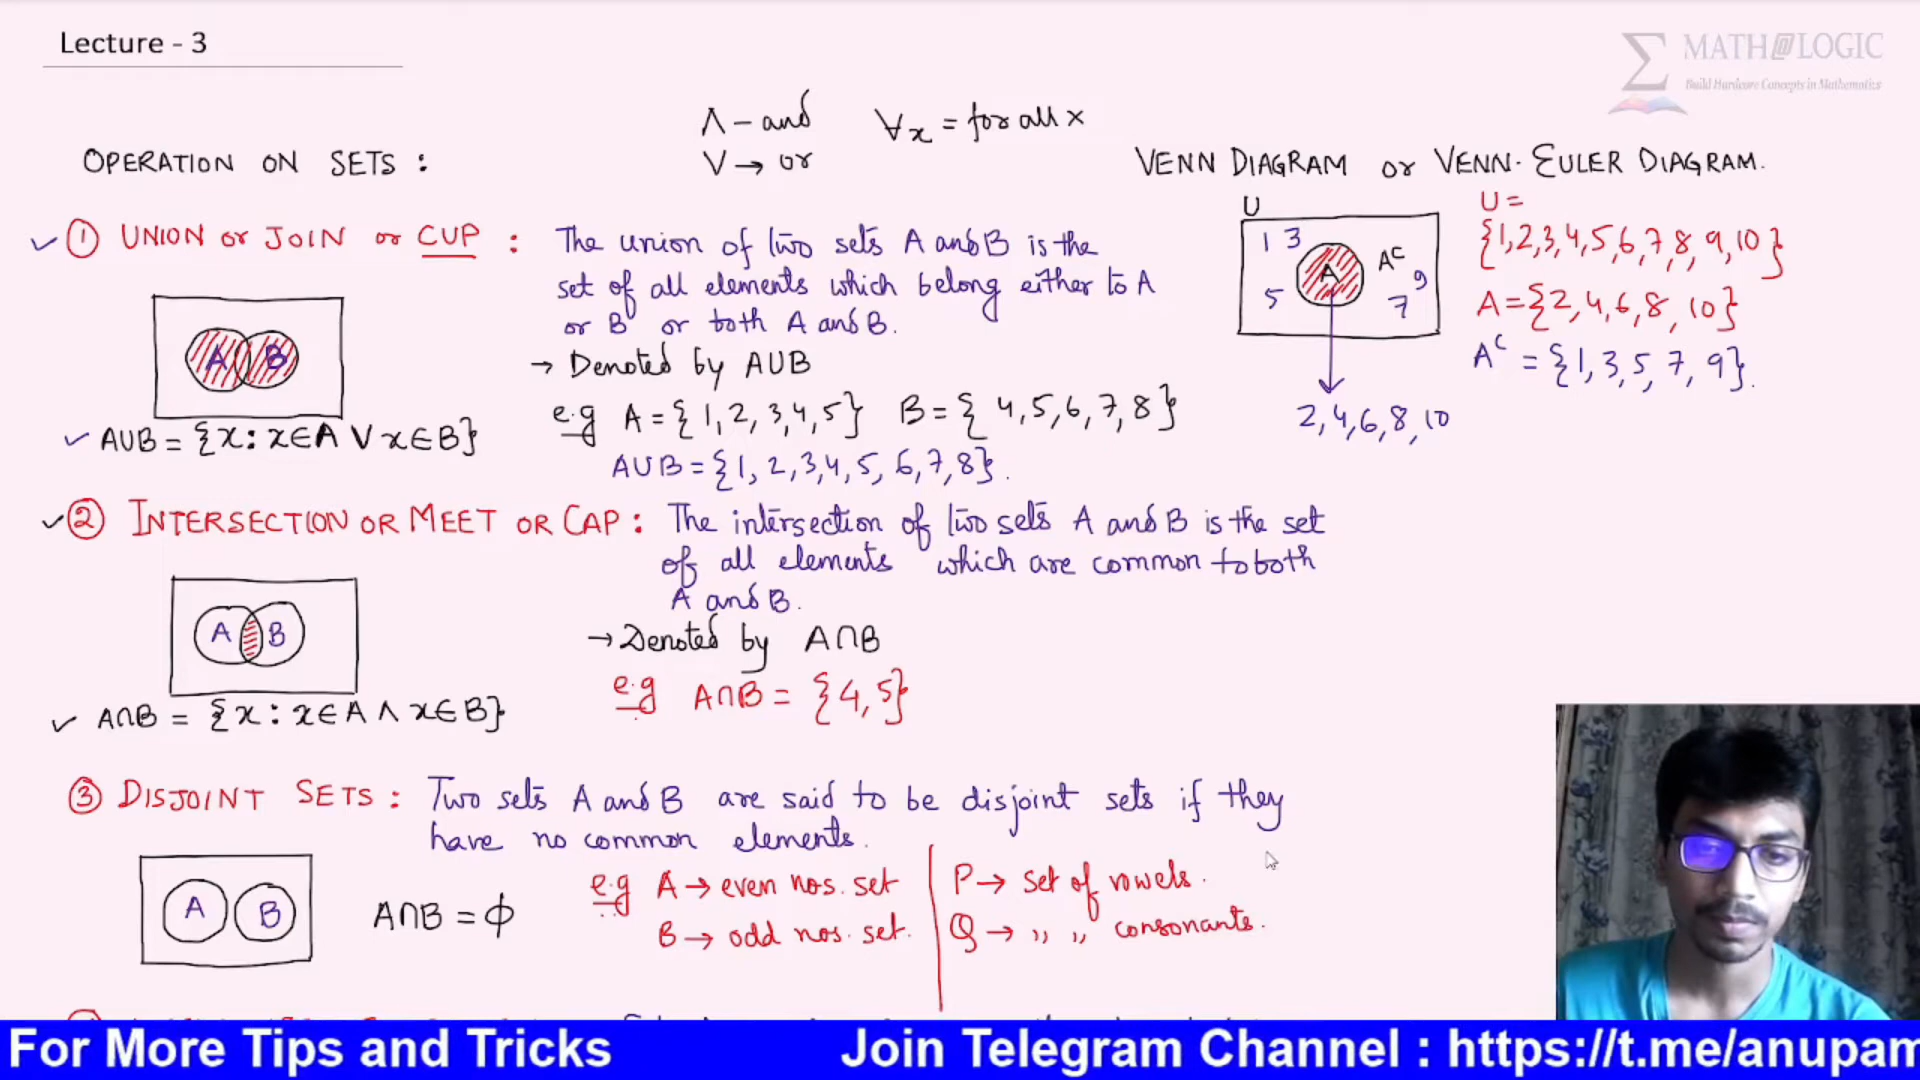 Lecture - 3
MATH@LOGIC
Build Hardcore Concepts in Mathematics
∧ - and
∀x = for all x
∨ → or
OPERATION ON SETS :
① UNION or JOIN or CUP :
The union of two sets A and B is the
set of all elements which belong either to A
or B or both A and B.
A B
→ Denoted by A∪B
e.g A = {1, 2, 3, 4, 5} B = {4, 5, 6, 7, 8}
A∪B = {x : x∈A ∨ x∈B}
A∪B = {1, 2, 3, 4, 5, 6, 7, 8}.
VENN DIAGRAM or VENN-EULER DIAGRAM.
U
1 3
A Aᶜ
5 7 9
2, 4, 6, 8, 10
U =
{1, 2, 3, 4, 5, 6, 7, 8, 9, 10}
A = {2, 4, 6, 8, 10}
Aᶜ = {1, 3, 5, 7, 9}.
② INTERSECTION OR MEET OR CAP :
The intersection of two sets A and B is the set
of all elements which are common to both
A and B.
A B
→ Denoted by A∩B
e.g A∩B = {4, 5}
A∩B = {x : x∈A ∧ x∈B}
③ DISJOINT SETS :
Two sets A and B are said to be disjoint sets if they
have no common elements.
A B
A∩B = ϕ
e.g A → even nos. set
B → odd nos. set.
P → set of vowels.
Q → ,, ,, consonants.
For More Tips and Tricks
Join Telegram Channel : https://t.me/anupam